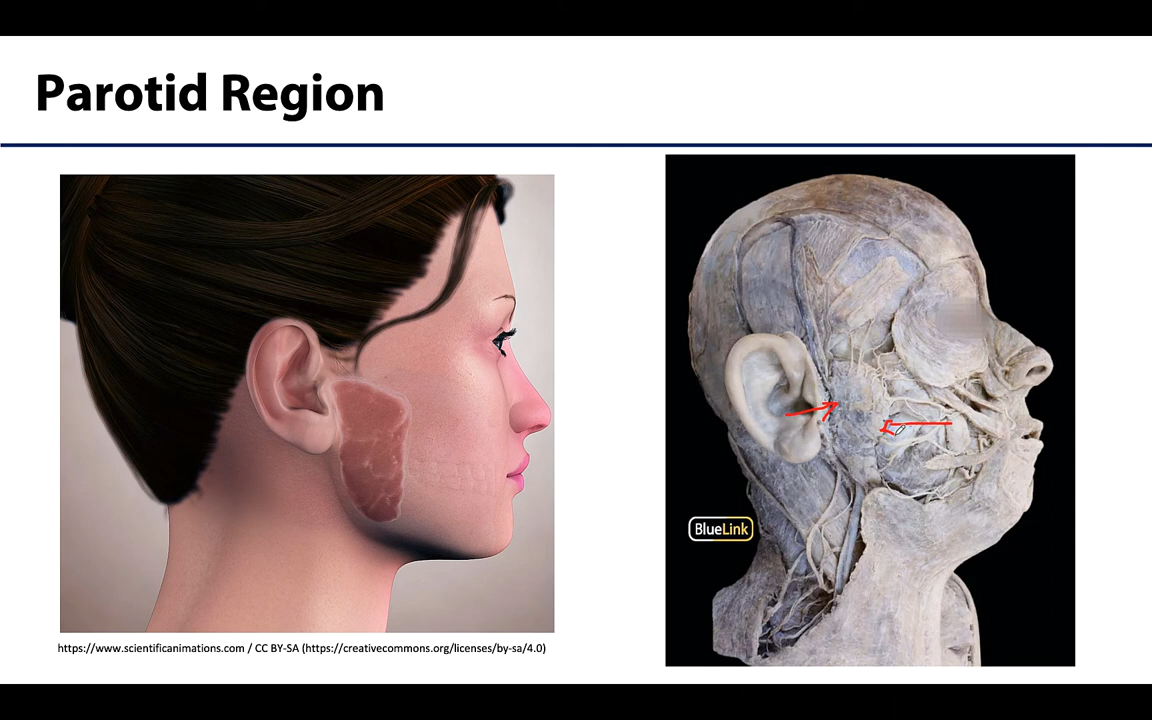 Parotid Region
BlueLink
https://www.scientificanimations.com / CC BY-SA (https://creativecommons.org/licenses/by-sa/4.0)